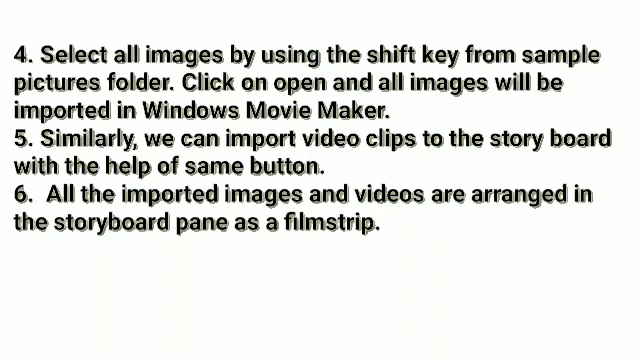 4. Select all images by using the shift key from sample
pictures folder. Click on open and all images will be
imported in Windows Movie Maker.
5. Similarly, we can import video clips to the story board
with the help of same button.
6.  All the imported images and videos are arranged in
the storyboard pane as a filmstrip.